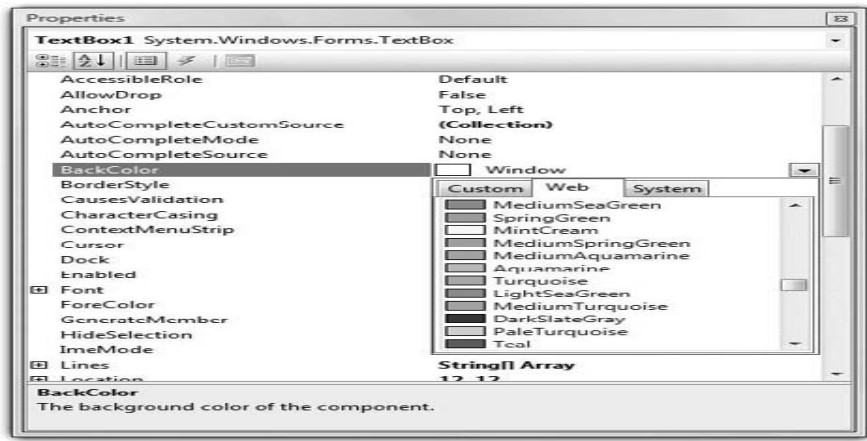 Properties
TextBox1 System.Windows.Forms.TextBox
AccessibleRole Default
AllowDrop False
Anchor Top, Left
AutoCompleteCustomSource (Collection)
AutoCompleteMode None
AutoCompleteSource None
BackColor Window
BorderStyle
CausesValidation
CharacterCasing
ContextMenuStrip
Cursor
Dock
Enabled
Font
ForeColor
GenerateMember
HideSelection
ImeMode
Custom Web System
MediumSeaGreen
SpringGreen
MintCream
MediumSpringGreen
MediumAquamarine
Aquamarine
Turquoise
LightSeaGreen
MediumTurquoise
DarkSlateGray
PaleTurquoise
Teal
Lines String[] Array
Location 12, 12
BackColor
The background color of the component.